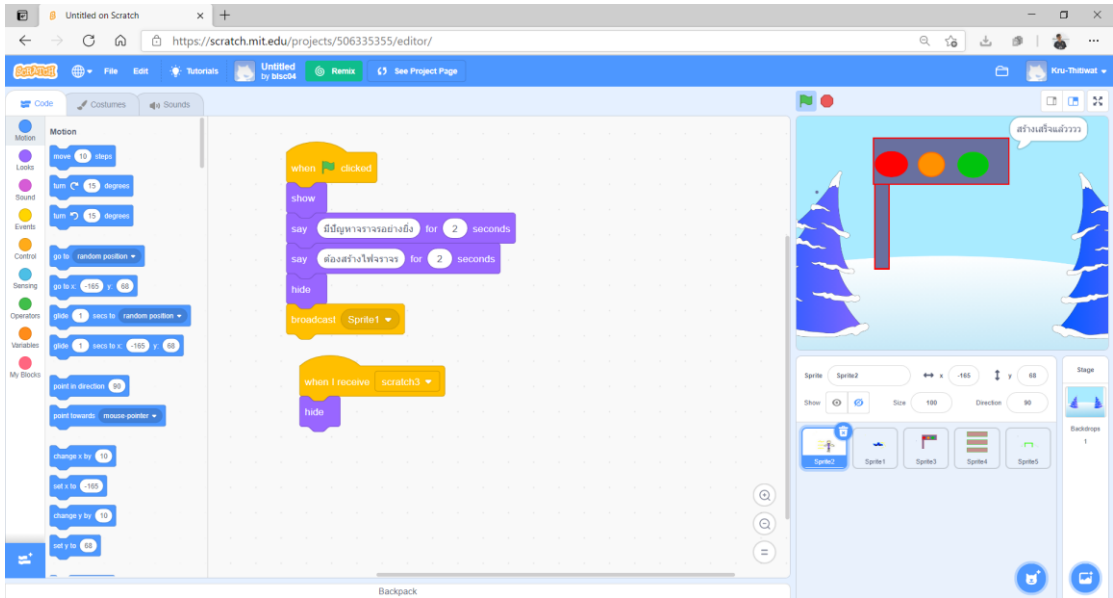 Untitled on Scratch
https://scratch.mit.edu/projects/506335355/editor/
SCRATCH
File
Edit
Tutorials
Untitled
by blsc04
Remix
See Project Page
Kru-Thitiwat
Code
Costumes
Sounds
Motion
Looks
Sound
Events
Control
Sensing
Operators
Variables
My Blocks
Motion
move 10 steps
turn 15 degrees
turn 15 degrees
go to random position
go to x: -165 y: 68
glide 1 secs to random position
glide 1 secs to x: -165 y: 68
point in direction 90
point towards mouse-pointer
change x by 10
set x to -165
change y by 10
set y to 68
when clicked
show
say มีปัญหาจราจรอย่างยิ่ง for 2 seconds
say ต้องสร้างไฟจราจร for 2 seconds
hide
broadcast Sprite1
when I receive scratch3
hide
Backpack
สร้างเสร็จแล้วววว
Sprite Sprite2 x -165 y 68
Show Size 100 Direction 90
Sprite2
Sprite1
Sprite3
Sprite4
Sprite5
Stage
Backdrops
1